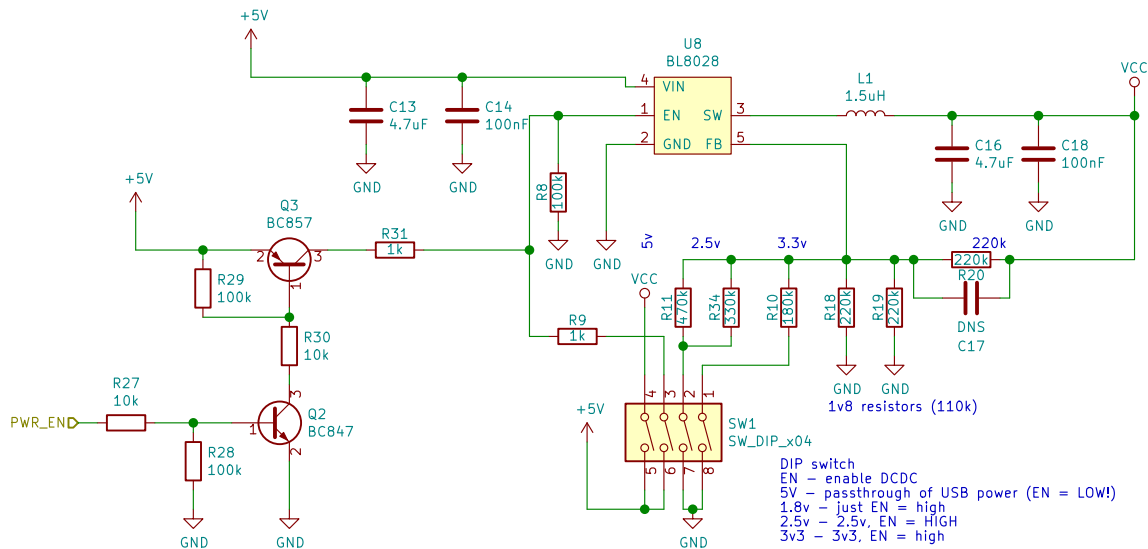 +5V
U8
BL8028
4
VIN
1
EN
SW
3
2
GND
FB
5
L1
1.5uH
VCC
C13
4.7uF
GND
C14
100nF
GND
C16
4.7uF
GND
C18
100nF
GND
+5V
Q3
BC857
2
3
1
R31
1k
R8
100k
GND
GND
5v
2.5v
3.3v
220k
220k
R20
DNS
C17
R29
100k
R30
10k
VCC
R11
470k
R34
330k
R10
180k
R18
220k
R19
220k
GND
GND
1v8 resistors (110k)
R9
1k
R27
10k
PWR_EN
3
Q2
BC847
1
2
R28
100k
GND
GND
+5V
4
3
2
1
SW1
SW_DIP_x04
5
6
7
8
GND
DIP switch
EN – enable DCDC
5V – passthrough of USB power (EN = LOW!)
1.8v – just EN = high
2.5v – 2.5v, EN = HIGH
3v3 – 3v3, EN = high